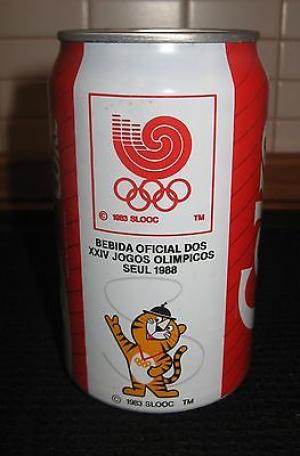 © 1983 SLOOC TM
BEBIDA OFICIAL DOS
XXIV JOGOS OLIMPICOS
SEUL 1988
© 1983 SLOOC TM